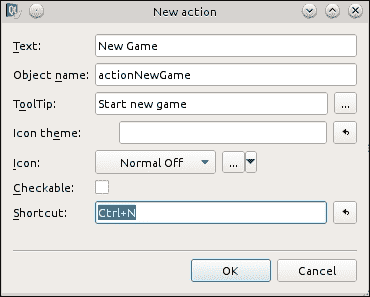 New action
Text: New Game
Object name: actionNewGame
ToolTip: Start new game ...
Icon theme:
Icon: Normal Off ...
Checkable:
Shortcut: Ctrl+N
OK Cancel